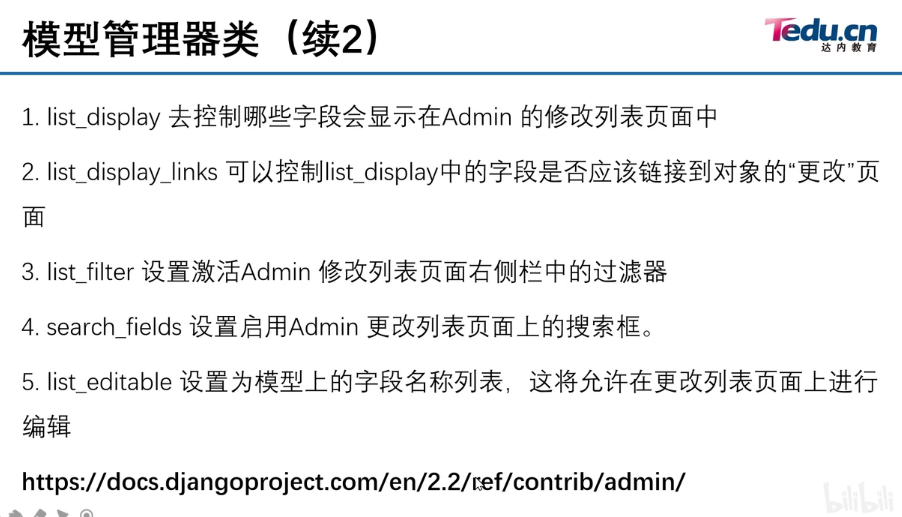 模型管理器类（续2）
Tedu.cn
达内教育
1. list_display 去控制哪些字段会显示在Admin 的修改列表页面中
2. list_display_links 可以控制list_display中的字段是否应该链接到对象的“更改”页
面
3. list_filter 设置激活Admin 修改列表页面右侧栏中的过滤器
4. search_fields 设置启用Admin 更改列表页面上的搜索框。
5. list_editable 设置为模型上的字段名称列表，这将允许在更改列表页面上进行
编辑
https://docs.djangoproject.com/en/2.2/ref/contrib/admin/
bilibili